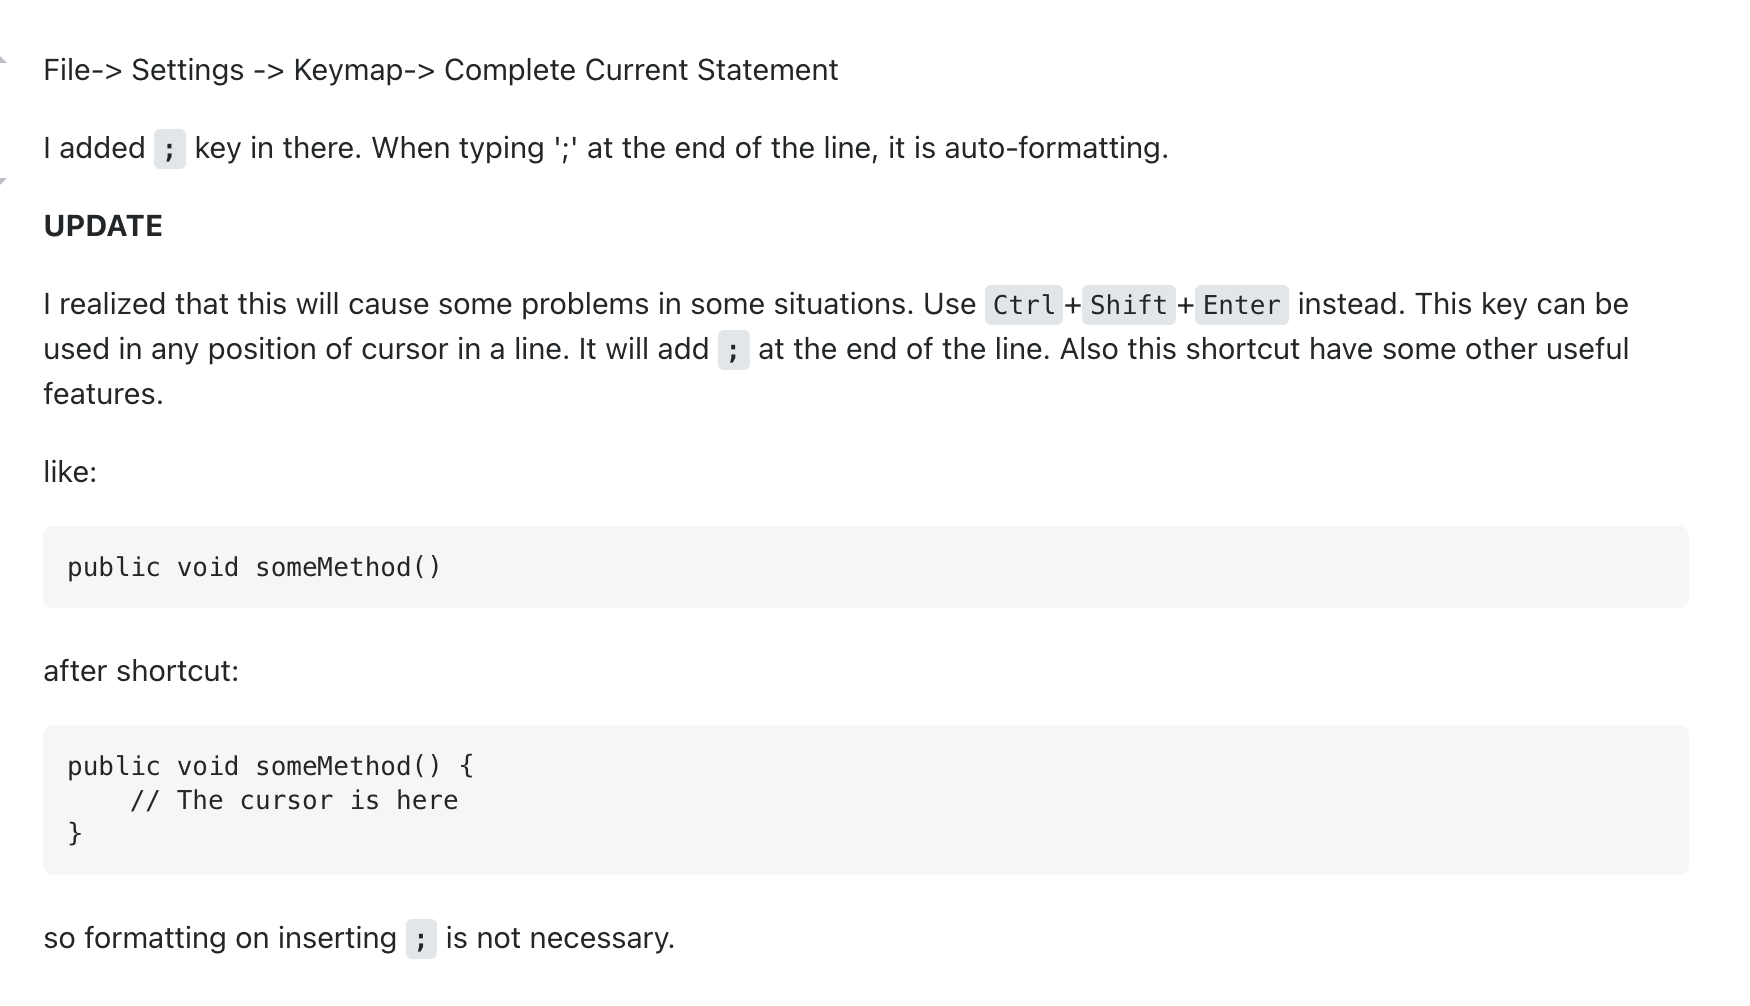 File-> Settings -> Keymap-> Complete Current Statement
I added ; key in there. When typing ';' at the end of the line, it is auto-formatting.
UPDATE
I realized that this will cause some problems in some situations. Use Ctrl+Shift+Enter instead. This key can be
used in any position of cursor in a line. It will add ; at the end of the line. Also this shortcut have some other useful
features.
like:
public void someMethod()
after shortcut:
public void someMethod() {
    // The cursor is here
}
so formatting on inserting ; is not necessary.